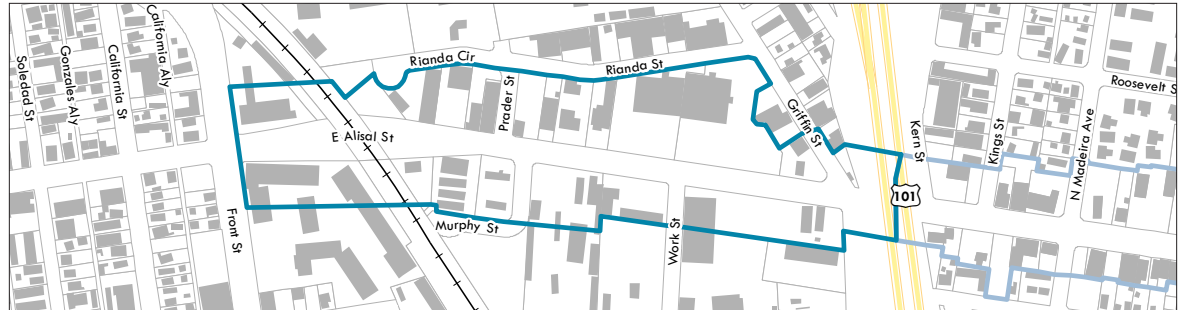 Soledad St
Gonzales Aly
California St
California Aly
Front St
E Alisal St
Rianda Cir
Prader St
Rianda St
Murphy St
Work St
Griffin St
101
Kern St
Kings St
N Madeira Ave
Roosevelt S